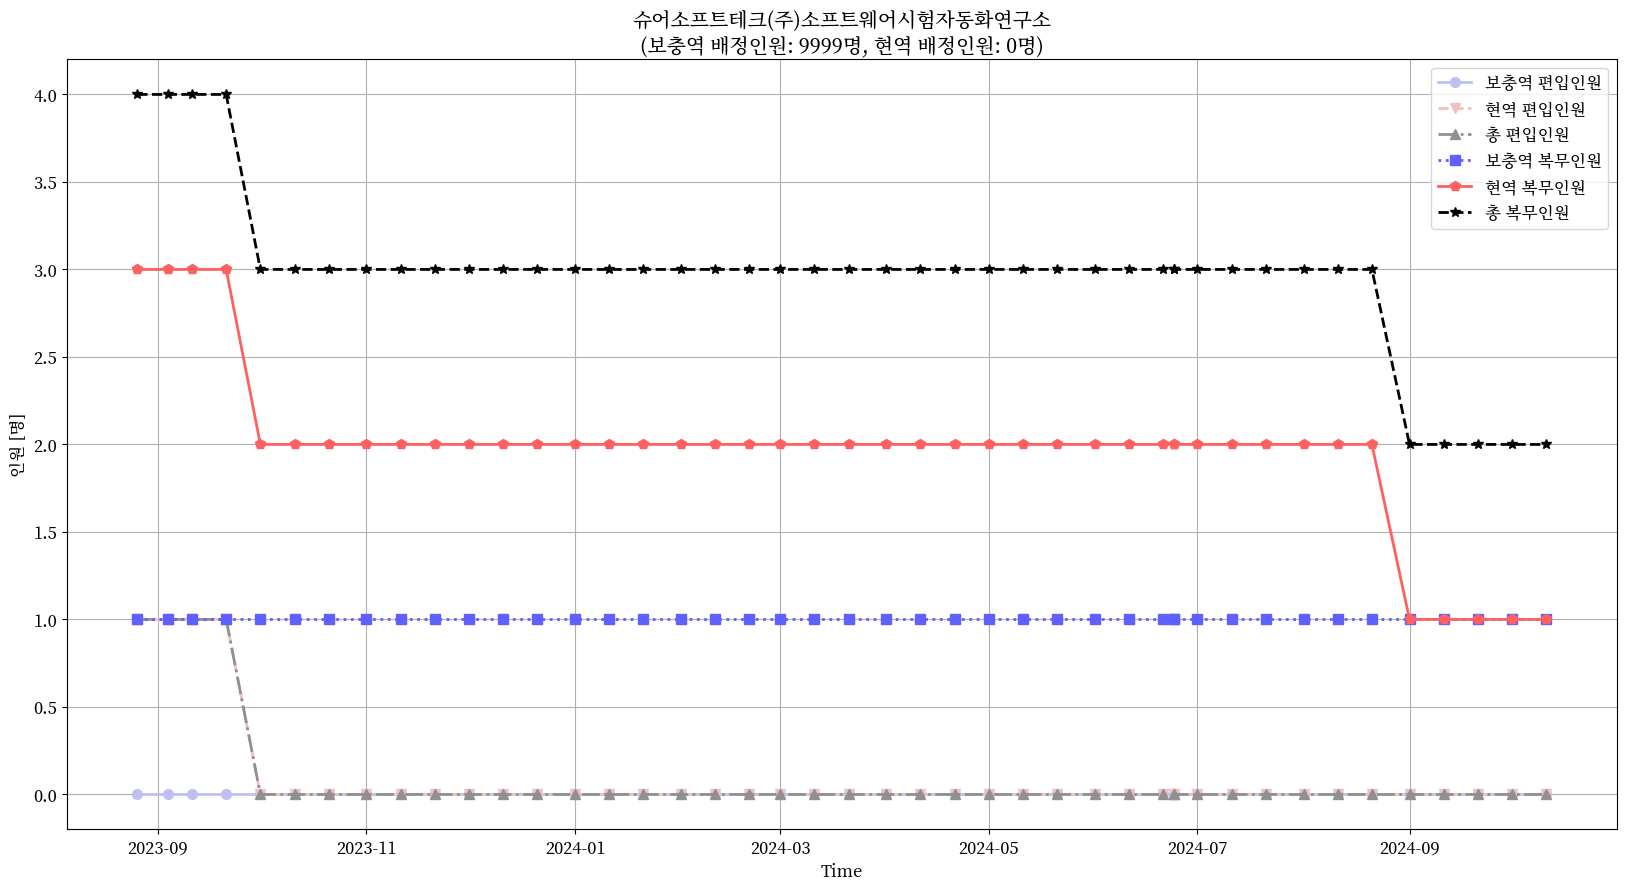 슈어소프트테크(주)소프트웨어시험자동화연구소
(보충역 배정인원: 9999명, 현역 배정인원: 0명)
보충역 편입인원
현역 편입인원
총 편입인원
보충역 복무인원
현역 복무인원
총 복무인원
4.0
3.5
3.0
2.5
2.0
1.5
1.0
0.5
0.0
인원 [명]
2023-09
2023-11
2024-01
2024-03
2024-05
2024-07
2024-09
Time